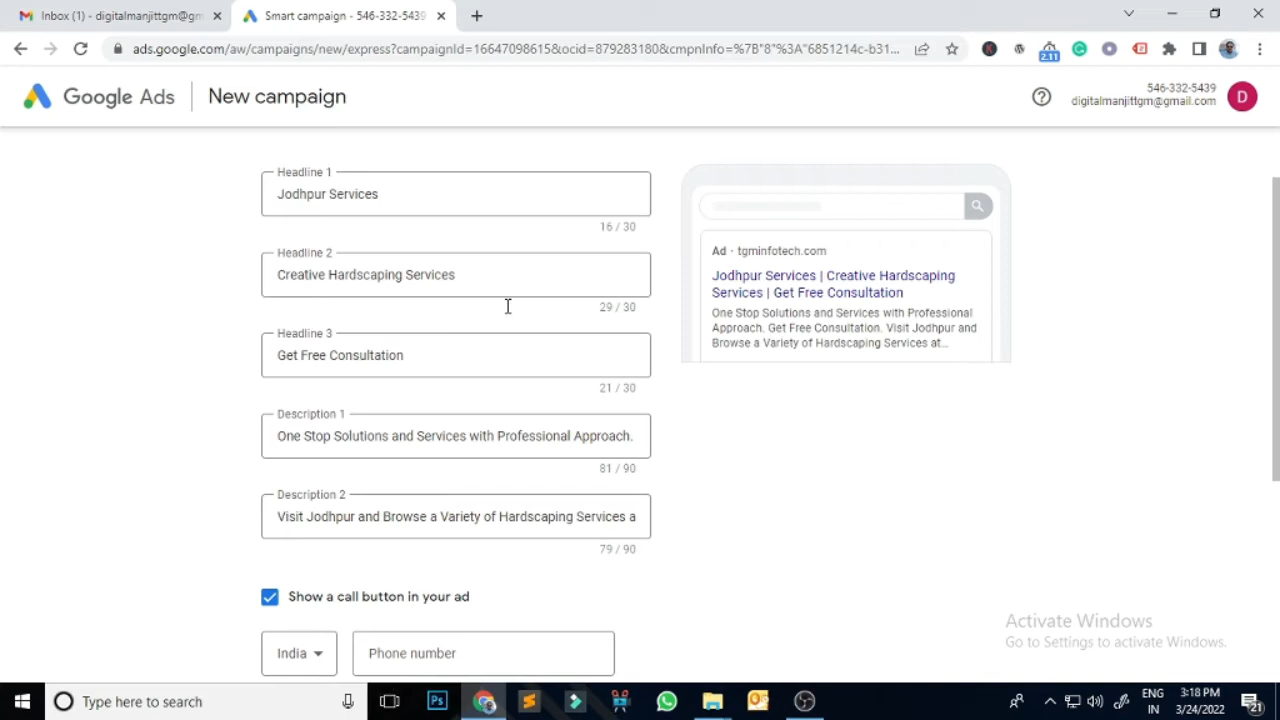 Inbox (1) - digitalmanjittgm@gm
Smart campaign - 546-332-5439
ads.google.com/aw/campaigns/new/express?campaignId=16647098615&ocid=879283180&cmpnInfo=%7B"8"%3A"6851214c-b31...
2.11
Google Ads
New campaign
546-332-5439
digitalmanjittgm@gmail.com
D
Headline 1
Jodhpur Services
16 / 30
Headline 2
Creative Hardscaping Services
29 / 30
Headline 3
Get Free Consultation
21 / 30
Description 1
One Stop Solutions and Services with Professional Approach.
81 / 90
Description 2
Visit Jodhpur and Browse a Variety of Hardscaping Services a
79 / 90
Show a call button in your ad
India
Phone number
Ad · tgminfotech.com
Jodhpur Services | Creative Hardscaping
Services | Get Free Consultation
One Stop Solutions and Services with Professional
Approach. Get Free Consultation. Visit Jodhpur and
Browse a Variety of Hardscaping Services at...
Activate Windows
Go to Settings to activate Windows.
Type here to search
Ps
ENG
IN
3:18 PM
3/24/2022
21